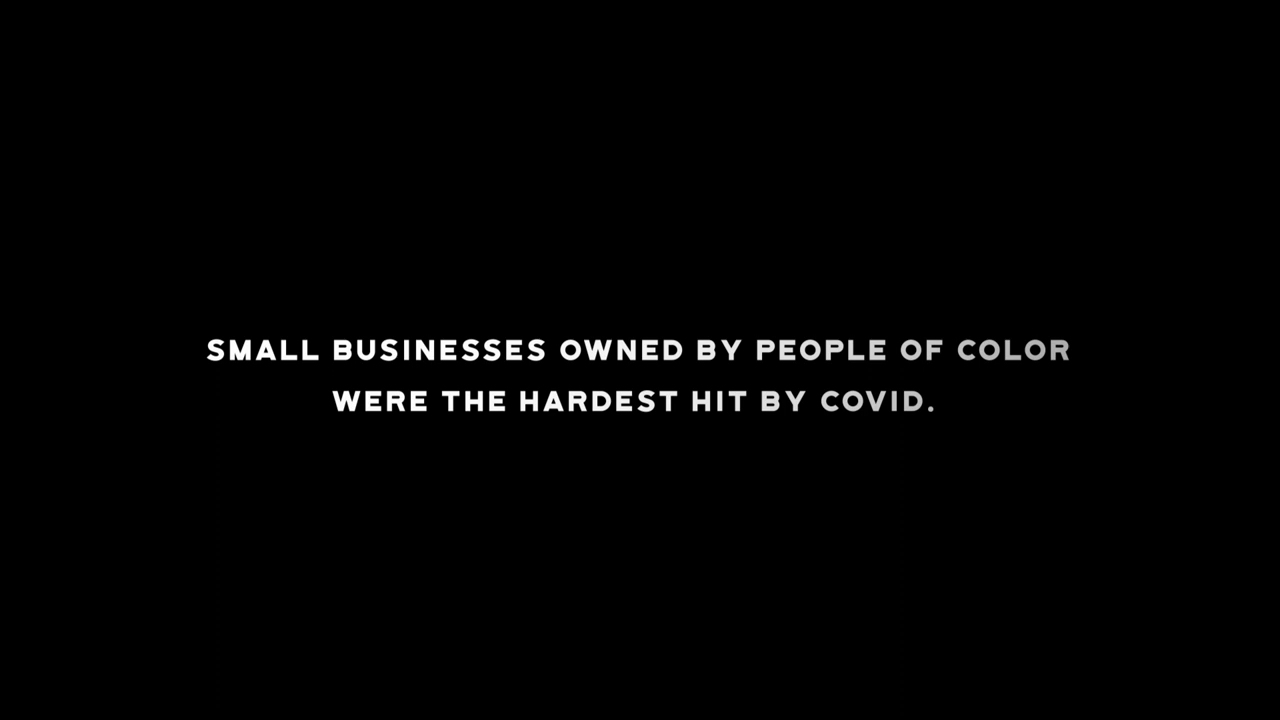 SMALL BUSINESSES OWNED BY PEOPLE OF COLOR
WERE THE HARDEST HIT BY COVID.